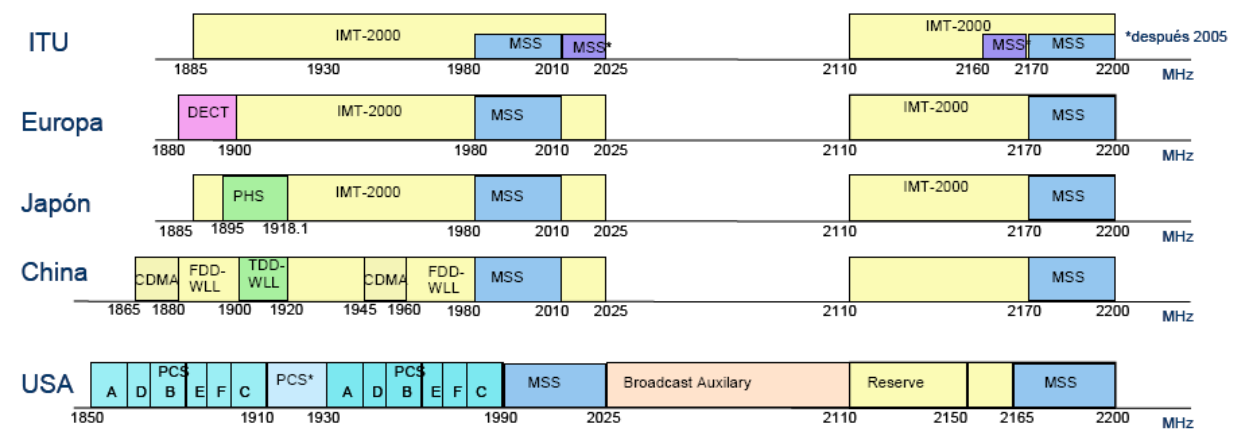 ITU
IMT-2000
MSS
MSS*
IMT-2000
MSS*
MSS
*después 2005
1885
1930
1980
2010
2025
2110
2160
2170
2200
MHz
Europa
DECT
IMT-2000
MSS
IMT-2000
MSS
1880
1900
1980
2010
2025
2110
2170
2200
MHz
Japón
PHS
IMT-2000
MSS
IMT-2000
MSS
1885
1895
1918.1
1980
2010
2025
2110
2170
2200
MHz
China
CDMA
FDD-
WLL
TDD-
WLL
CDMA
FDD-
WLL
MSS
MSS
1865
1880
1900
1920
1945
1960
1980
2010
2025
2110
2170
2200
MHz
USA
PCS
A
D
B
E
F
C
PCS*
PCS
A
D
B
E
F
C
MSS
Broadcast Auxilary
Reserve
MSS
1850
1910
1930
1990
2025
2110
2150
2165
2200
MHz